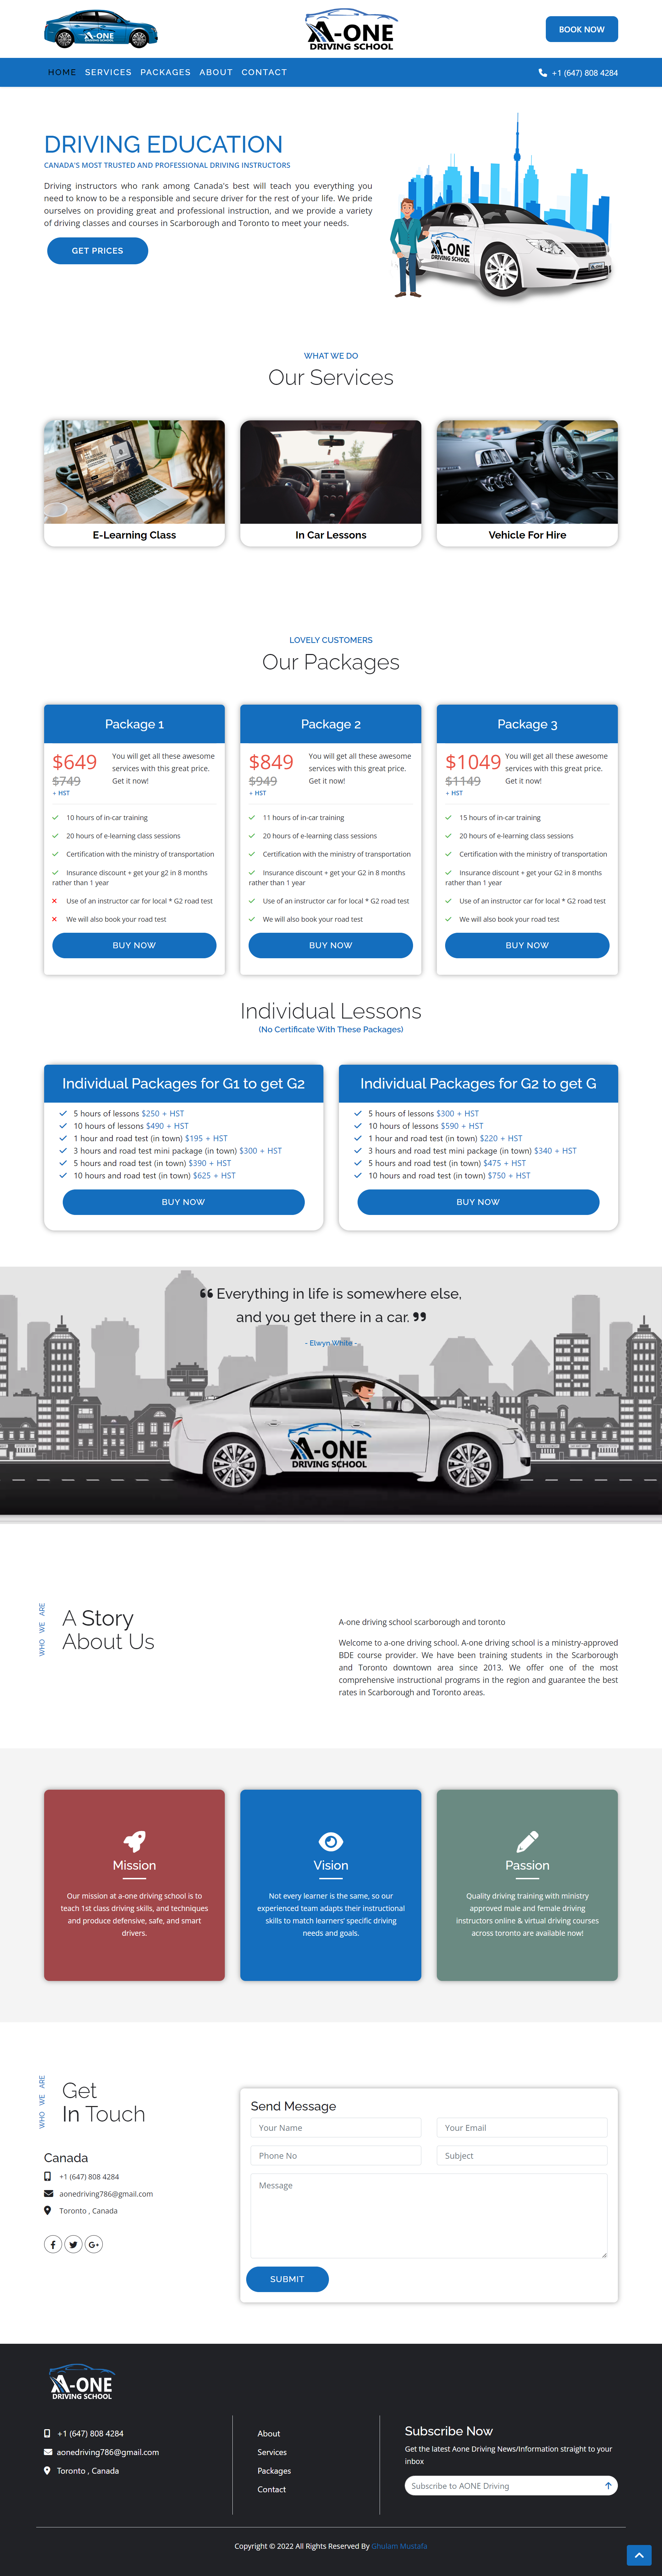 A-ONE
DRIVING SCHOOL
A-ONE
DRIVING SCHOOL
BOOK NOW
HOME SERVICES PACKAGES ABOUT CONTACT
+1 (647) 808 4284
DRIVING EDUCATION
CANADA'S MOST TRUSTED AND PROFESSIONAL DRIVING INSTRUCTORS
Driving instructors who rank among Canada's best will teach you everything you
need to know to be a responsible and secure driver for the rest of your life. We pride
ourselves on providing great and professional instruction, and we provide a variety
of driving classes and courses in Scarborough and Toronto to meet your needs.
GET PRICES
A-ONE
DRIVING SCHOOL
WHAT WE DO
Our Services
E-Learning Class
In Car Lessons
Vehicle For Hire
LOVELY CUSTOMERS
Our Packages
Package 1
$649
$749
+ HST
You will get all these awesome
services with this great price.
Get it now!
10 hours of in-car training
20 hours of e-learning class sessions
Certification with the ministry of transportation
Insurance discount + get your g2 in 8 months
rather than 1 year
Use of an instructor car for local * G2 road test
We will also book your road test
BUY NOW
Package 2
$849
$949
+ HST
You will get all these awesome
services with this great price.
Get it now!
11 hours of in-car training
20 hours of e-learning class sessions
Certification with the ministry of transportation
Insurance discount + get your G2 in 8 months
rather than 1 year
Use of an instructor car for local * G2 road test
We will also book your road test
BUY NOW
Package 3
$1049
$1149
+ HST
You will get all these awesome
services with this great price.
Get it now!
15 hours of in-car training
20 hours of e-learning class sessions
Certification with the ministry of transportation
Insurance discount + get your G2 in 8 months
rather than 1 year
Use of an instructor car for local * G2 road test
We will also book your road test
BUY NOW
Individual Lessons
(No Certificate With These Packages)
Individual Packages for G1 to get G2
5 hours of lessons $250 + HST
10 hours of lessons $490 + HST
1 hour and road test (in town) $195 + HST
3 hours and road test mini package (in town) $300 + HST
5 hours and road test (in town) $390 + HST
10 hours and road test (in town) $625 + HST
BUY NOW
Individual Packages for G2 to get G
5 hours of lessons $300 + HST
10 hours of lessons $590 + HST
1 hour and road test (in town) $220 + HST
3 hours and road test mini package (in town) $340 + HST
5 hours and road test (in town) $475 + HST
10 hours and road test (in town) $750 + HST
BUY NOW
“ Everything in life is somewhere else,
and you get there in a car. ”
- Elwyn White -
A-ONE
DRIVING SCHOOL
WHO WE ARE
A Story
About Us
A-one driving school scarborough and toronto
Welcome to a-one driving school. A-one driving school is a ministry-approved
BDE course provider. We have been training students in the Scarborough
and Toronto downtown area since 2013. We offer one of the most
comprehensive instructional programs in the region and guarantee the best
rates in Scarborough and Toronto areas.
Mission
Our mission at a-one driving school is to
teach 1st class driving skills, and techniques
and produce defensive, safe, and smart
drivers.
Vision
Not every learner is the same, so our
experienced team adapts their instructional
skills to match learners' specific driving
needs and goals.
Passion
Quality driving training with ministry
approved male and female driving
instructors online & virtual driving courses
across toronto are available now!
WHO WE ARE
Get
In Touch
Canada
+1 (647) 808 4284
aonedriving786@gmail.com
Toronto , Canada
Send Message
Your Name
Your Email
Phone No
Subject
Message
SUBMIT
A-ONE
DRIVING SCHOOL
+1 (647) 808 4284
aonedriving786@gmail.com
Toronto , Canada
About
Services
Packages
Contact
Subscribe Now
Get the latest Aone Driving News/Information straight to your
inbox
Subscribe to AONE Driving
Copyright © 2022 All Rights Reserved By Ghulam Mustafa